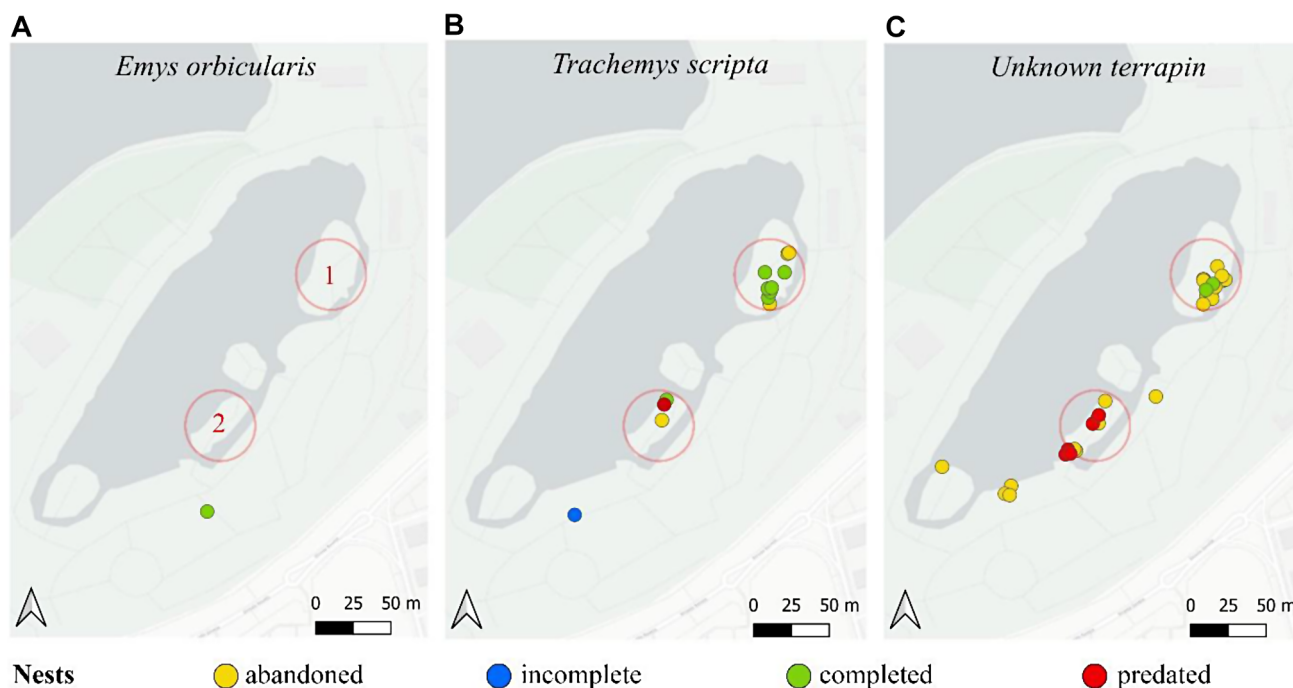 A B C
Emys orbicularis Trachemys scripta Unknown terrapin
1
2
0 25 50 m 0 25 50 m 0 25 50 m
Nests abandoned incomplete completed predated